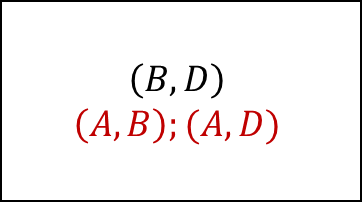 (B, D)
(A, B); (A, D)